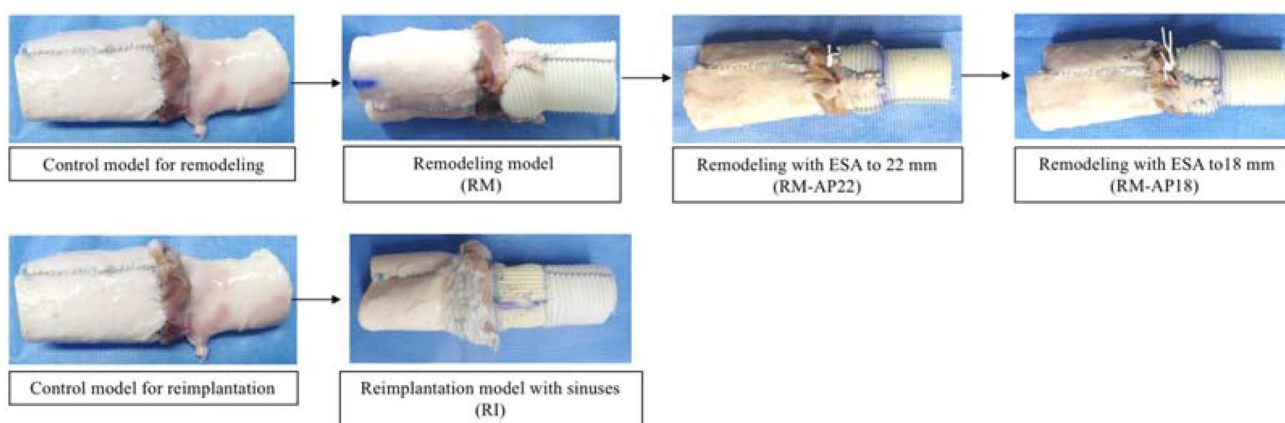 Control model for remodeling
Remodeling model
(RM)
Remodeling with ESA to 22 mm
(RM-AP22)
Remodeling with ESA to18 mm
(RM-AP18)
Control model for reimplantation
Reimplantation model with sinuses
(RI)